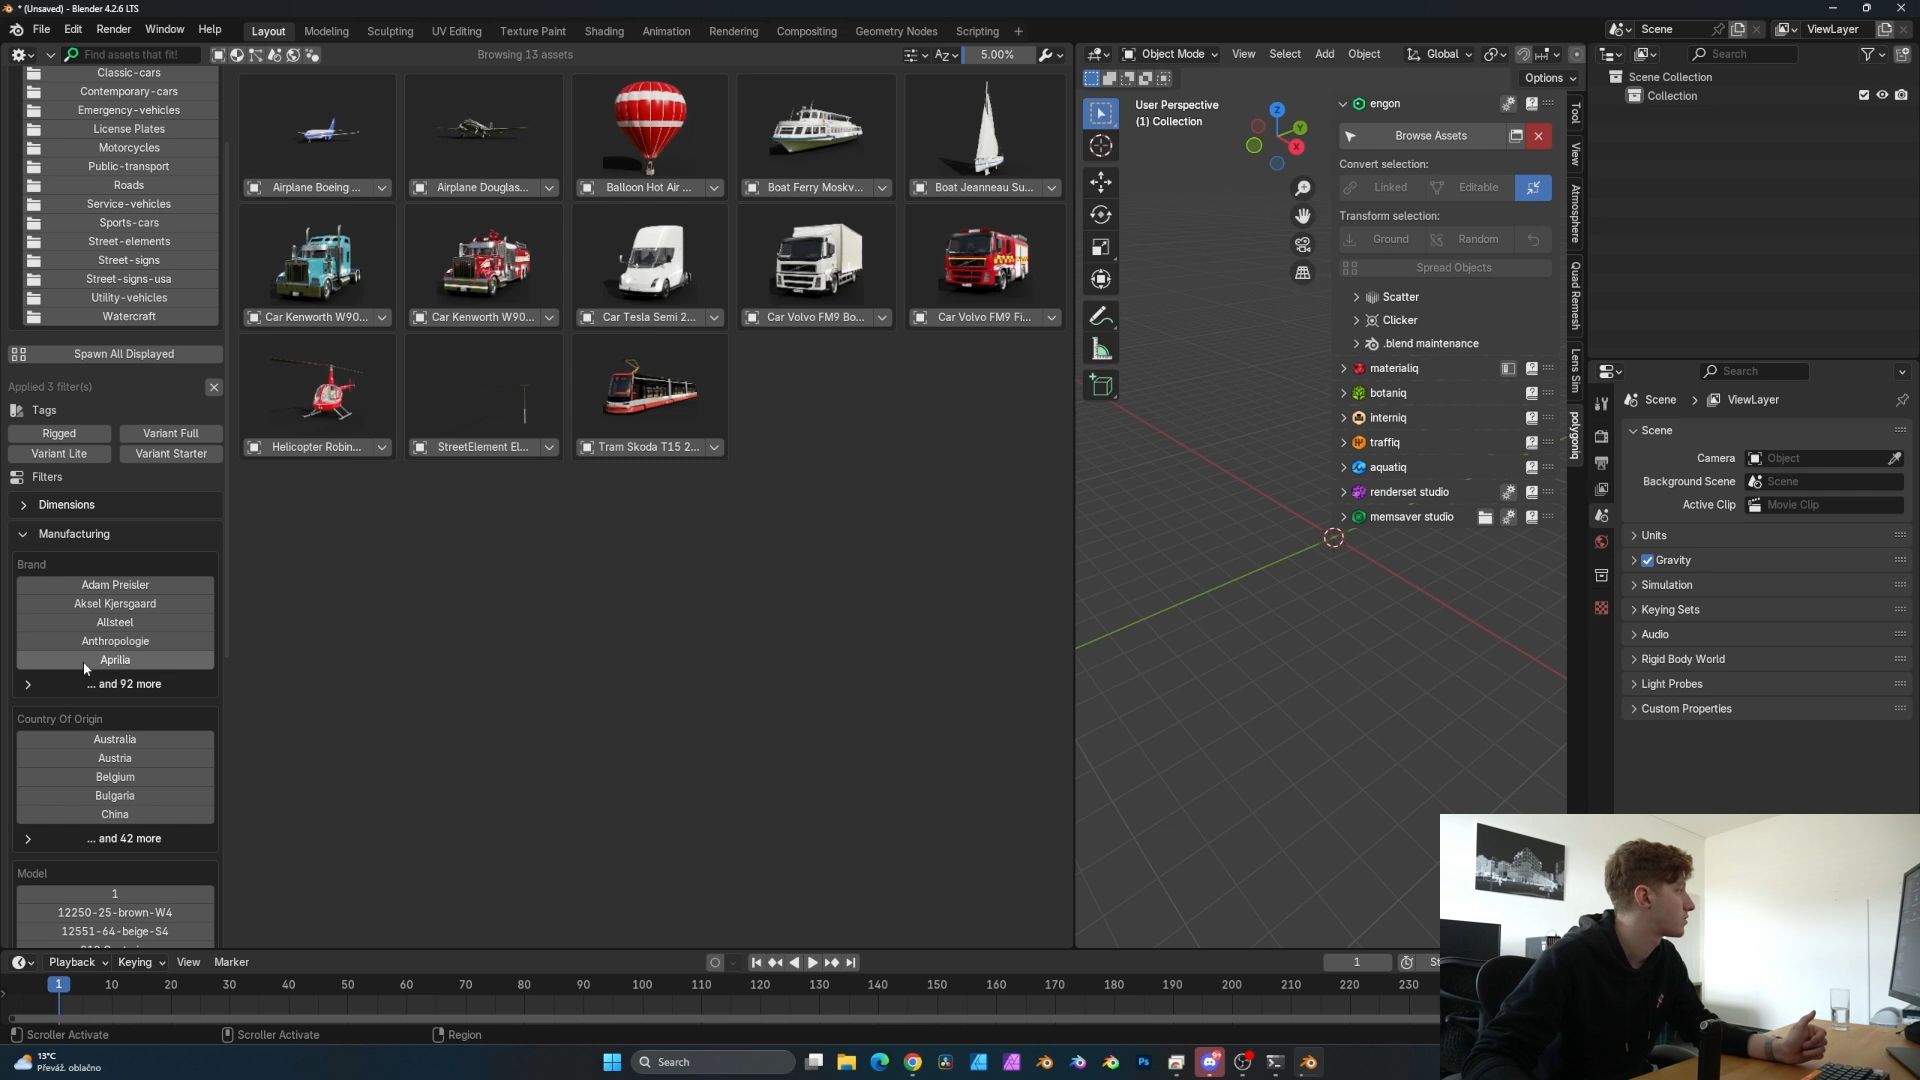 * (Unsaved) - Blender 4.2.6 LTS
File Edit Render Window Help
Layout Modeling Sculpting UV Editing Texture Paint Shading Animation Rendering Compositing Geometry Nodes Scripting +
Scene
ViewLayer
Find assets that fit!
Browsing 13 assets
5.00%
Object Mode View Select Add Object Global
Search
Classic-cars
Contemporary-cars
Emergency-vehicles
License Plates
Motorcycles
Public-transport
Roads
Service-vehicles
Sports-cars
Street-elements
Street-signs
Street-signs-usa
Utility-vehicles
Watercraft
Spawn All Displayed
Applied 3 filter(s)
Tags
Rigged Variant Full
Variant Lite Variant Starter
Filters
Dimensions
Manufacturing
Brand
Adam Preisler
Aksel Kjersgaard
Allsteel
Anthropologie
Aprilia
... and 92 more
Country Of Origin
Australia
Austria
Belgium
Bulgaria
China
... and 42 more
Model
1
12250-25-brown-W4
12551-64-beige-S4
Airplane Boeing ... Airplane Douglas... Balloon Hot Air ... Boat Ferry Moskv... Boat Jeanneau Su...
Car Kenworth W90... Car Kenworth W90... Car Tesla Semi 2... Car Volvo FM9 Bo... Car Volvo FM9 Fi...
Helicopter Robin... StreetElement El... Tram Skoda T15 2...
Options
User Perspective
(1) Collection
Z
Y
X
engon
Browse Assets
Convert selection:
Linked Editable
Transform selection:
Ground Random
Spread Objects
Scatter
Clicker
.blend maintenance
materialiq
botaniq
interniq
traffiq
aquatiq
renderset studio
memsaver studio
Tool
View
Atmosphere
Quad Remesh
Lens Sim
polygoniq
Scene Collection
Collection
Search
Scene ViewLayer
Scene
Camera Object
Background Scene Scene
Active Clip Movie Clip
Units
Gravity
Simulation
Keying Sets
Audio
Rigid Body World
Light Probes
Custom Properties
Playback Keying View Marker
1
1 10 20 30 40 50 60 70 80 90 100 110 120 130 140 150 160 170 180 190 200 210 220 230
Scroller Activate Scroller Activate Region
13°C
Převáž. oblačno
Search
Ps